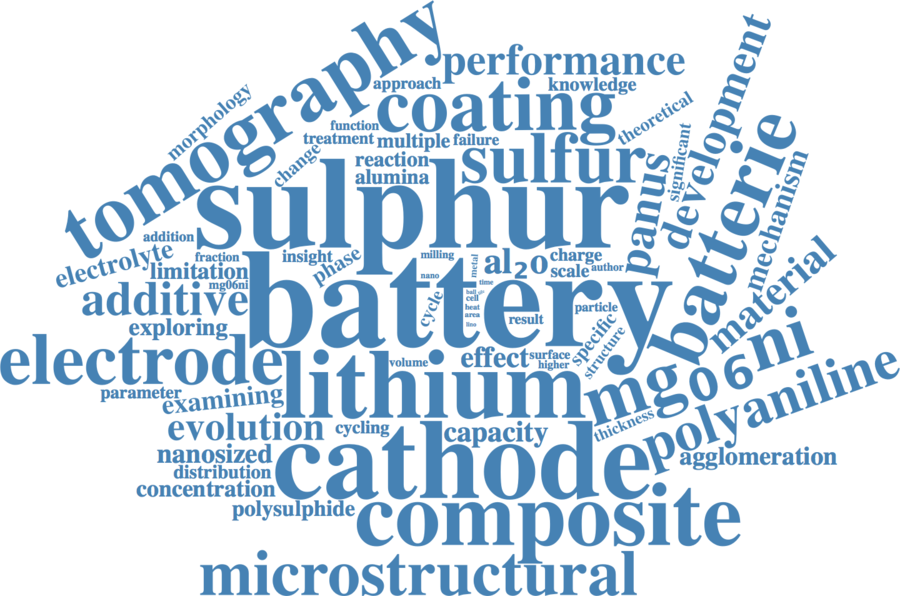 tomography
performance
approach
knowledge
coating
morphology
development
theoretical
function
treatment
multiple
failure
change
sulfur
reaction
alumina
significant
panus
batterie
mechanism
sulphur
addition
electrolyte
fraction
limitation
mg06ni
insight
phase
milling
metal
nano
time
al₂o
charge
scale
author
battery
additive
exploring
cycle
ball
cell
heat
area
result
particle
specific
structure
material
electrode
lithium
volume
effect
surface
higher
mg06ni
parameter
examining
evolution
cycling
capacity
thickness
polyaniline
nanosized
distribution
concentration
cathode
agglomeration
polysulphide
composite
microstructural